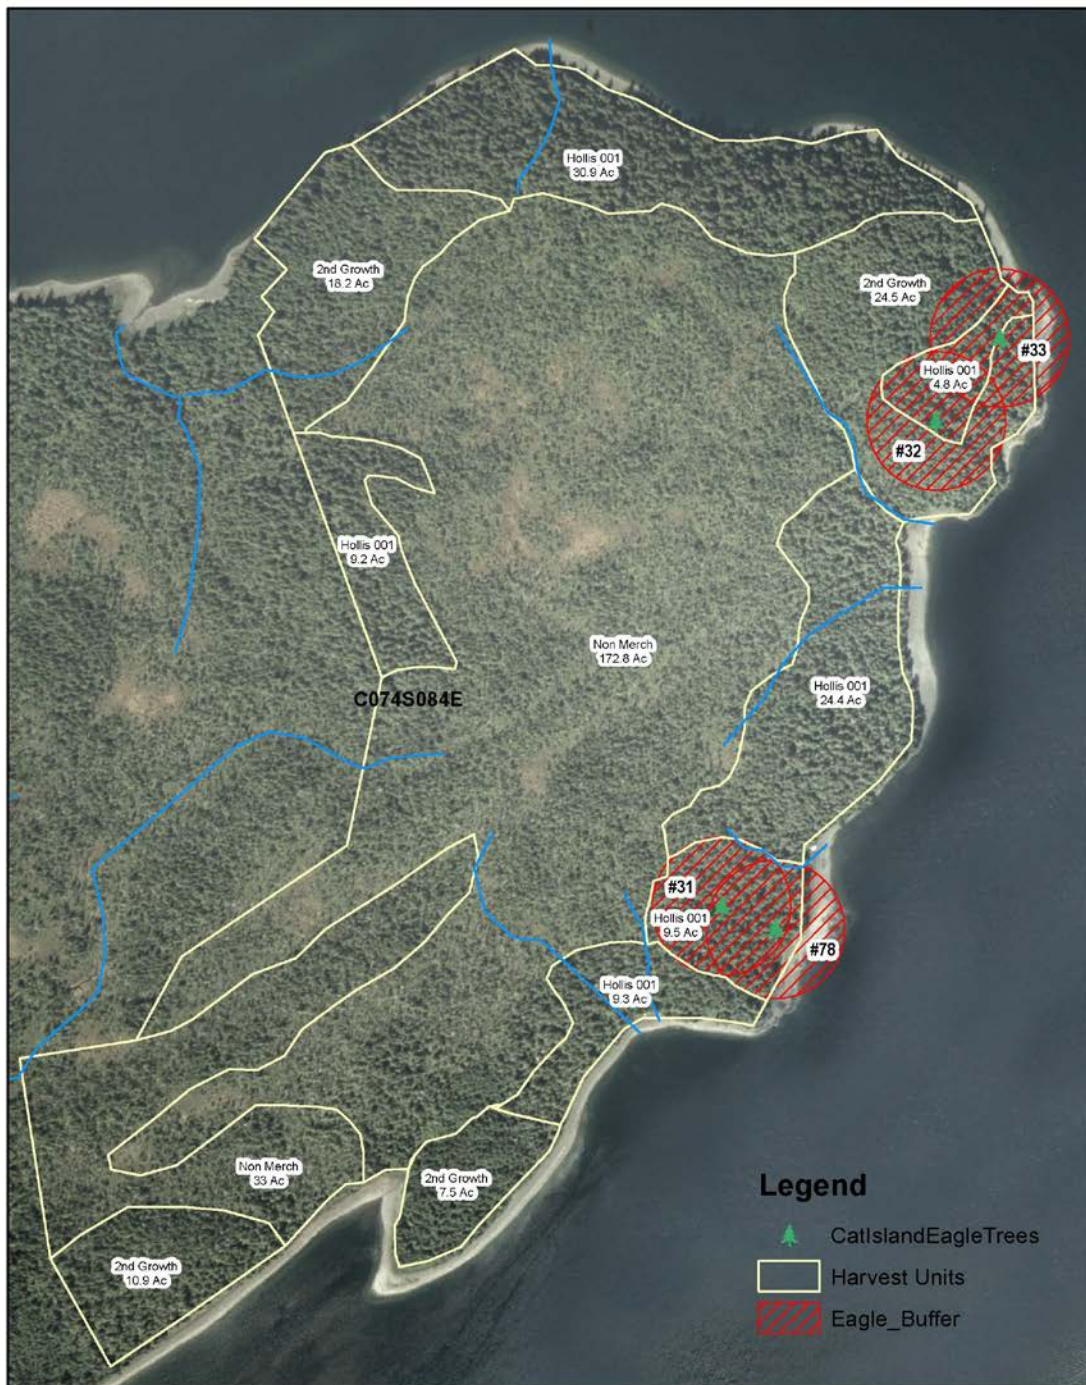 Hollis 001
30.9 Ac
2nd Growth
18.2 Ac
2nd Growth
24.5 Ac
#33
Hollis 001
4.8 Ac
#32
Hollis 001
9.2 Ac
Non Merch
172.8 Ac
Hollis 001
24.4 Ac
C074S084E
#31
Hollis 001
9.5 Ac
#78
Hollis 001
9.3 Ac
Non Merch
33 Ac
2nd Growth
7.5 Ac
2nd Growth
10.9 Ac
Legend
CatIslandEagleTrees
Harvest Units
Eagle_Buffer